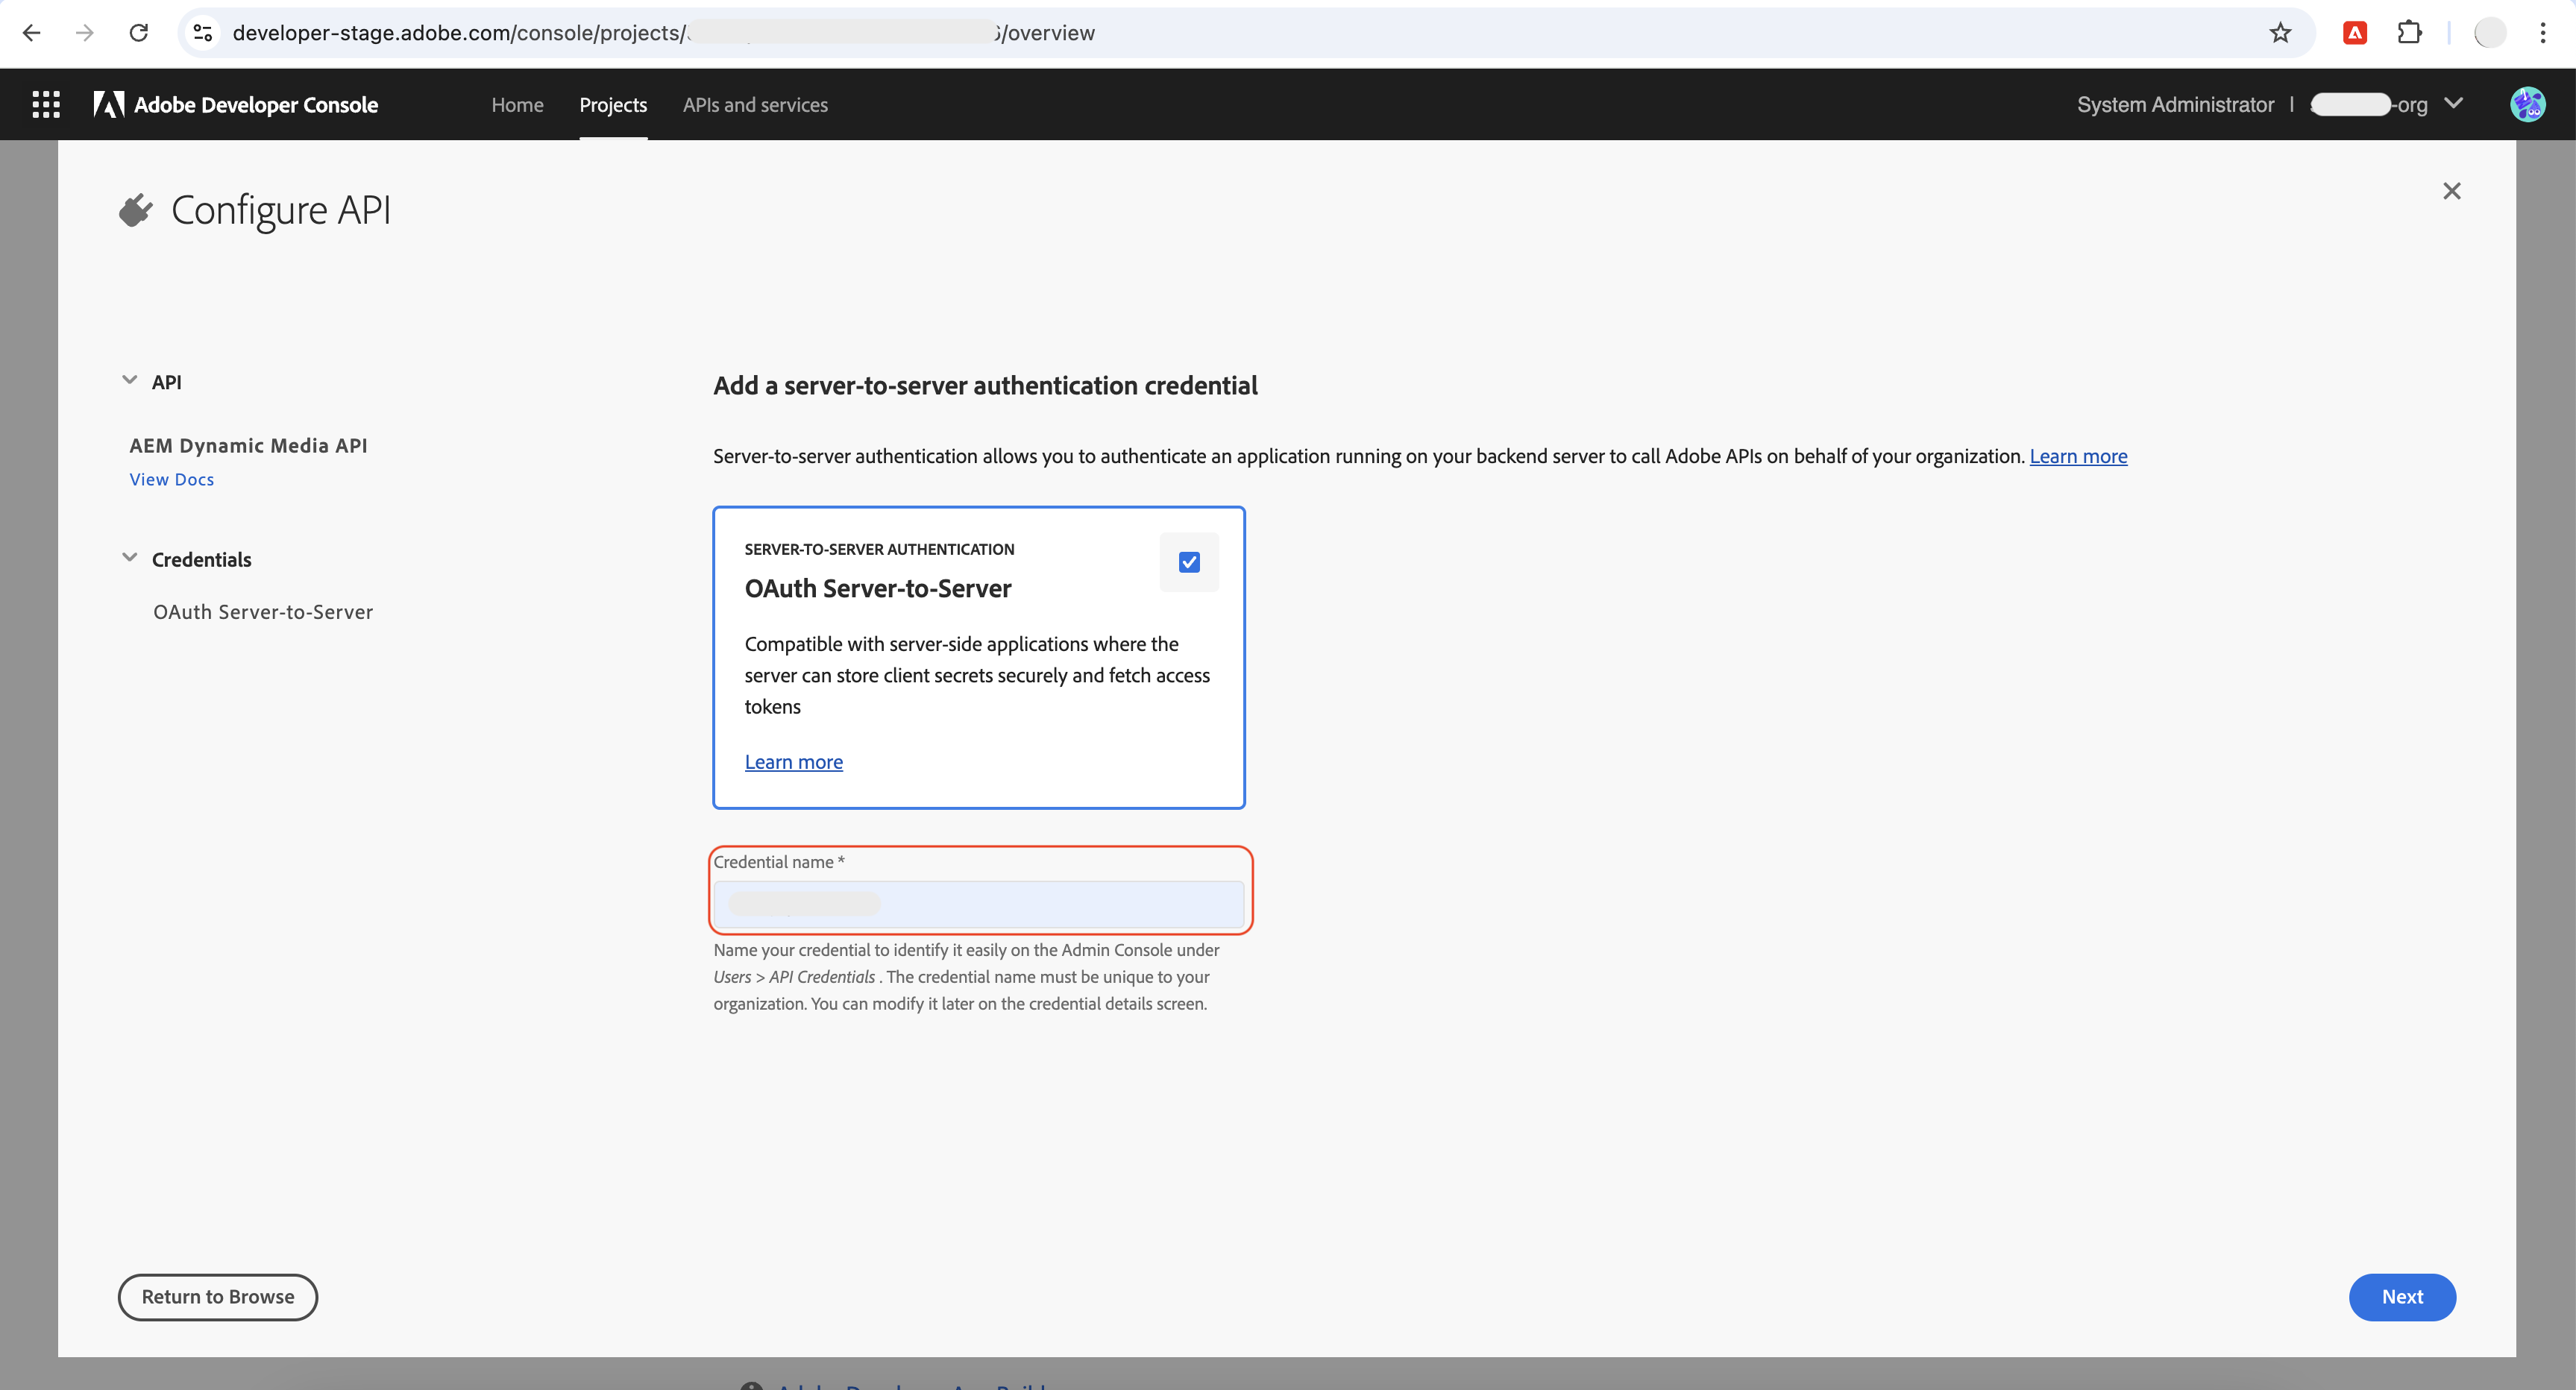 developer-stage.adobe.com/console/projects/ /overview
Adobe Developer Console Home Projects APIs and services System Administrator | -org
Configure API
API
AEM Dynamic Media API
View Docs
Credentials
OAuth Server-to-Server
Add a server-to-server authentication credential
Server-to-server authentication allows you to authenticate an application running on your backend server to call Adobe APIs on behalf of your organization. Learn more
SERVER-TO-SERVER AUTHENTICATION
OAuth Server-to-Server
Compatible with server-side applications where the
server can store client secrets securely and fetch access
tokens
Learn more
Credential name *
Name your credential to identify it easily on the Admin Console under
Users > API Credentials . The credential name must be unique to your
organization. You can modify it later on the credential details screen.
Return to Browse
Next